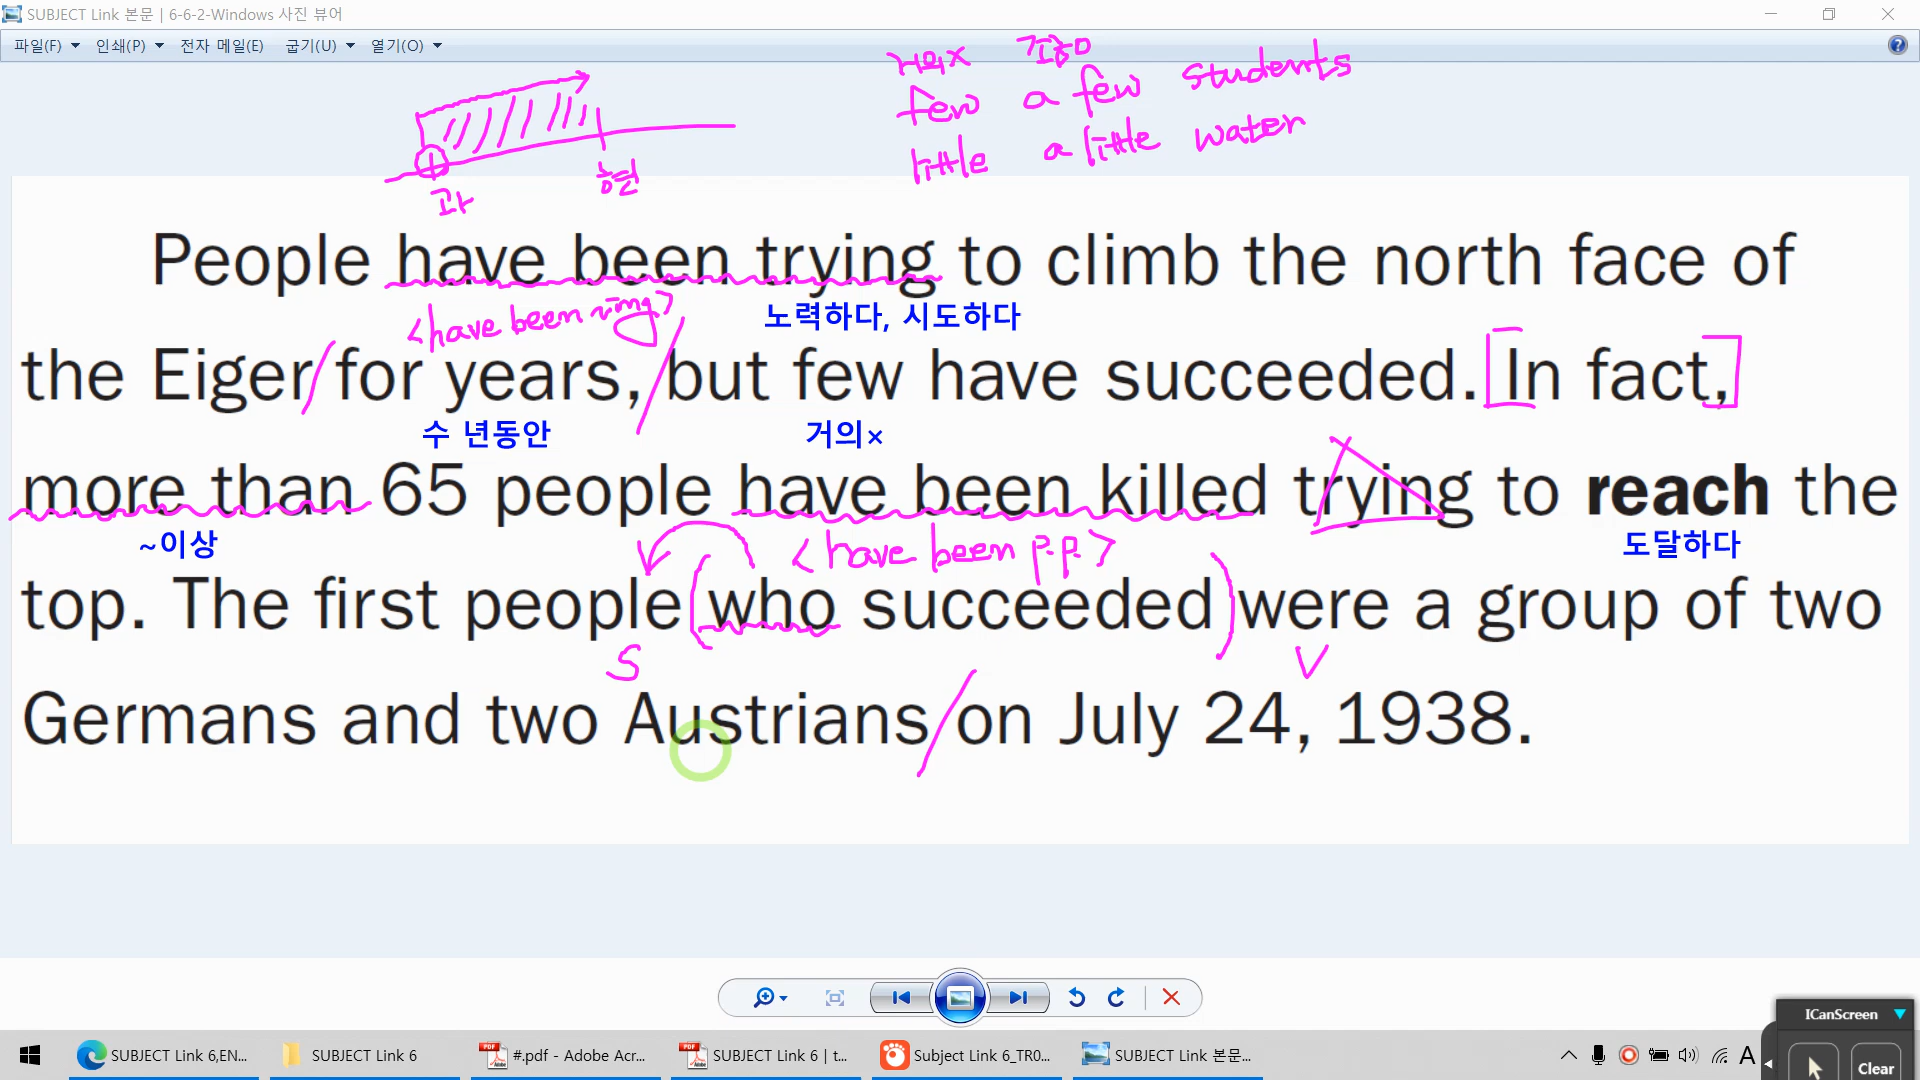 SUBJECT Link 본문 | 6-6-2-Windows 사진 뷰어
파일(F) 인쇄(P) 전자 메일(E) 굽기(U) 열기(O)
거의x 조금
few a few students
little a little water
과 현
People have been trying to climb the north face of
<have been ving> 노력하다, 시도하다
the Eiger for years, but few have succeeded. In fact,
수 년동안 거의×
more than 65 people have been killed trying to reach the
~이상 <have been p.p.> 도달하다
top. The first people who succeeded were a group of two
S V
Germans and two Austrians on July 24, 1938.
ICanScreen
Clear
SUBJECT Link 6,EN... SUBJECT Link 6 #.pdf - Adobe Acr... SUBJECT Link 6 | t... Subject Link 6_TR0... SUBJECT Link 본문... A